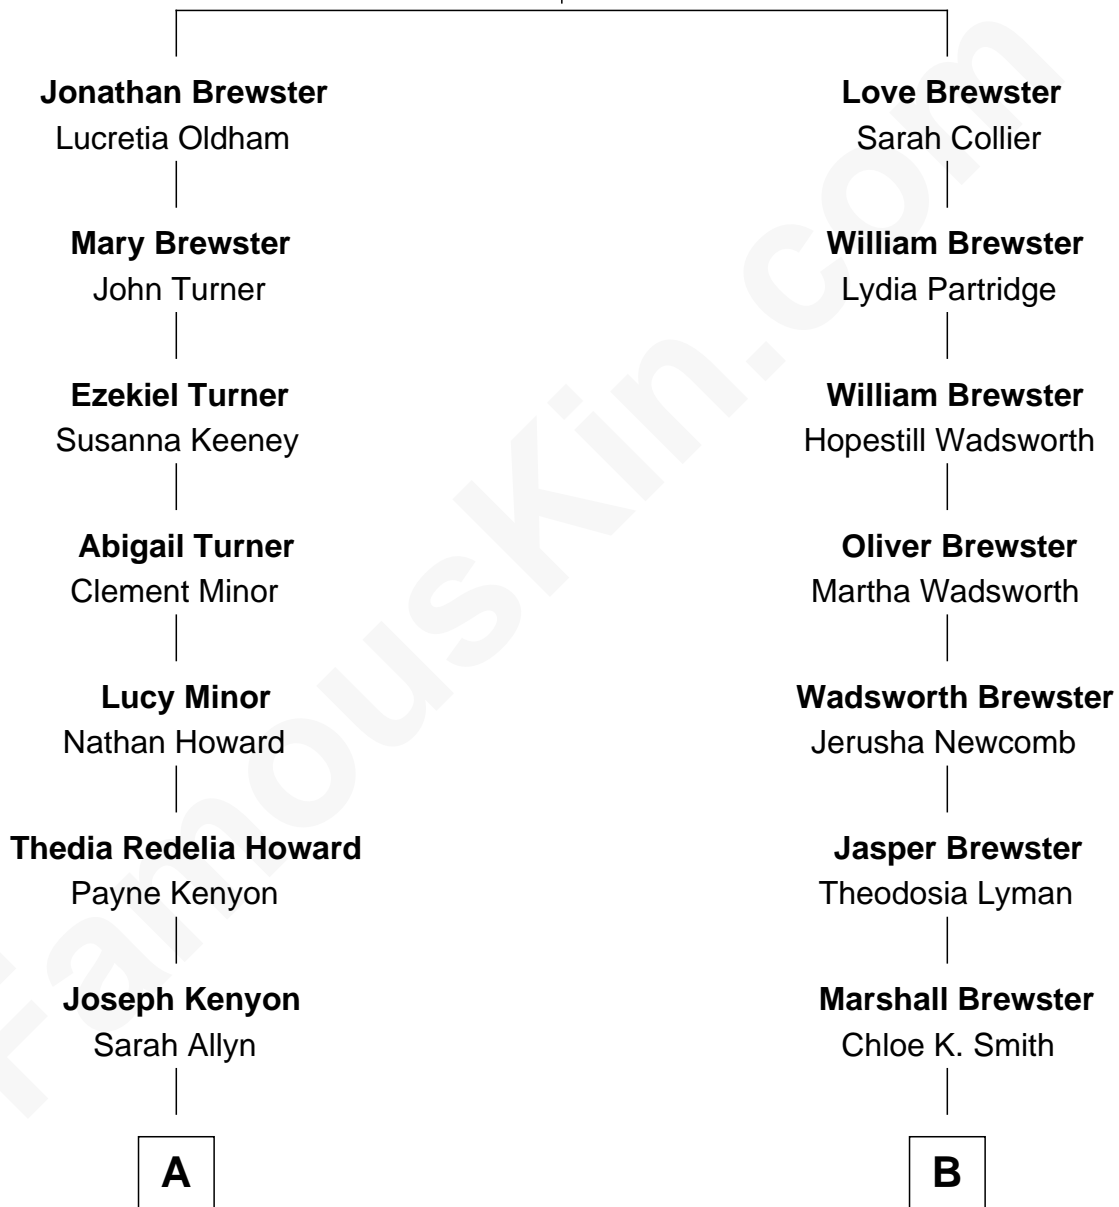 Jonathan Brewster
Lucretia Oldham
Mary Brewster
John Turner
Ezekiel Turner
Susanna Keeney
Abigail Turner
Clement Minor
Lucy Minor
Nathan Howard
Thedia Redelia Howard
Payne Kenyon
Joseph Kenyon
Sarah Allyn
A
Love Brewster
Sarah Collier
William Brewster
Lydia Partridge
William Brewster
Hopestill Wadsworth
Oliver Brewster
Martha Wadsworth
Wadsworth Brewster
Jerusha Newcomb
Jasper Brewster
Theodosia Lyman
Marshall Brewster
Chloe K. Smith
B
FamousKin.com